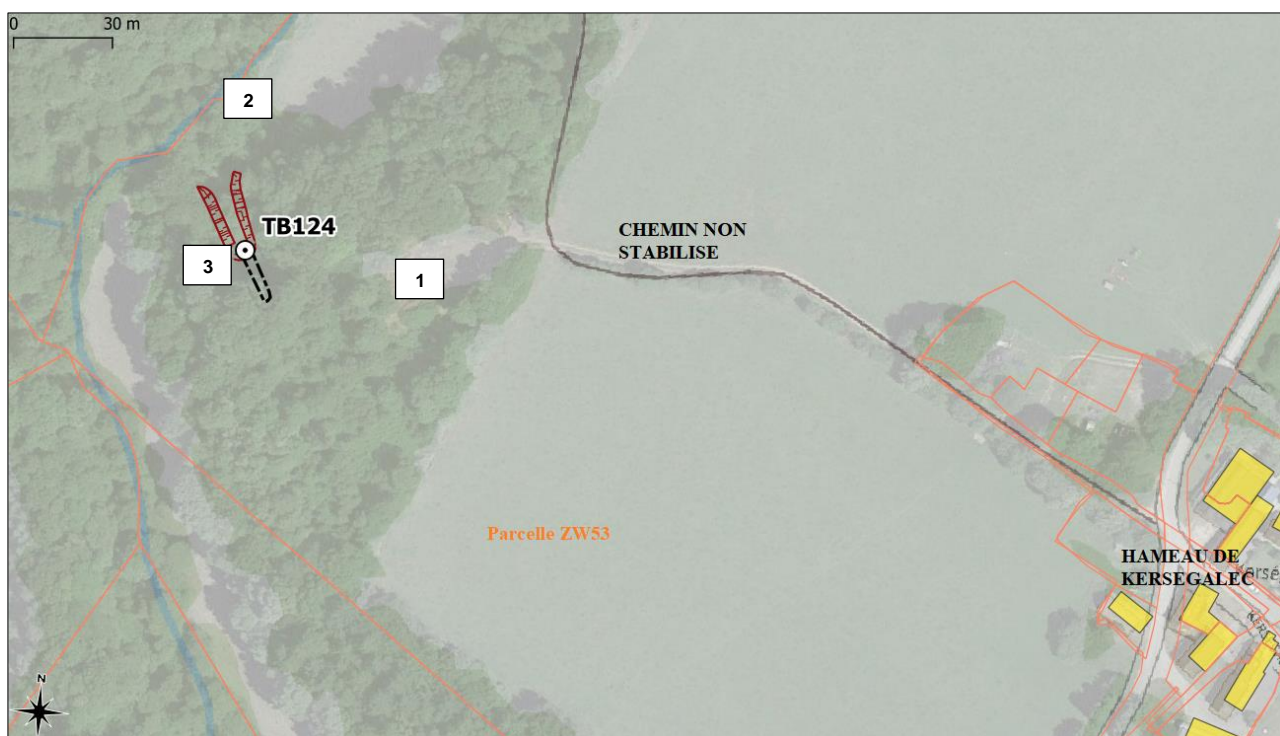 0 30 m
2
TB124
CHEMIN NON
STABILISE
3
1
Parcelle ZW53
HAMEAU DE
KERSEGALEC
N